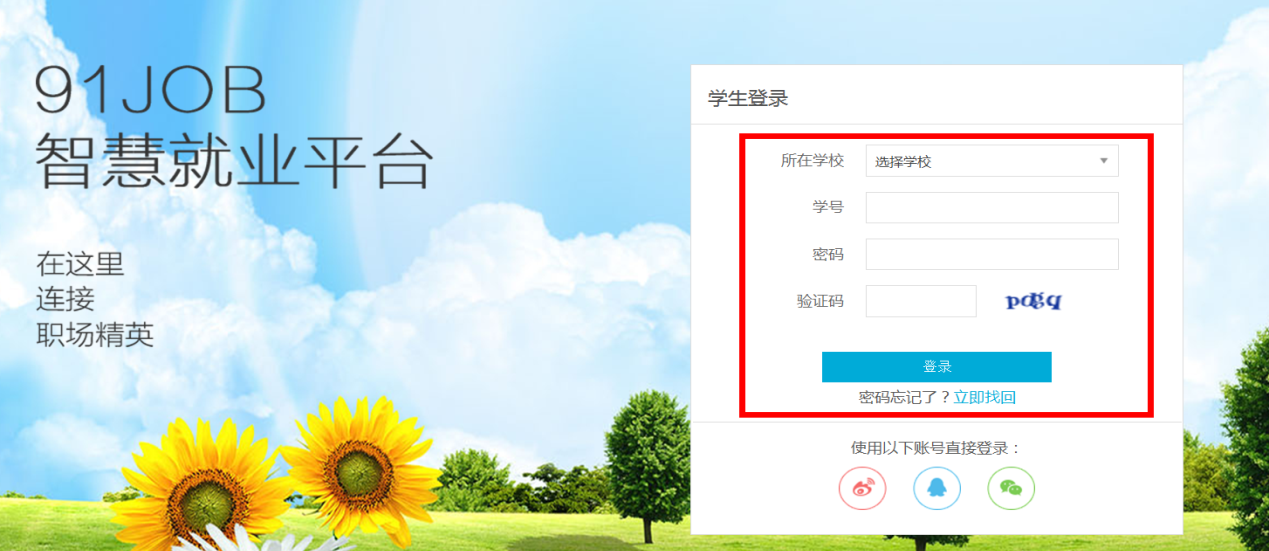 91JOB
智慧就业平台
在这里
连接
职场精英
学生登录
所在学校 选择学校
学号
密码
验证码 pdgq
登录
密码忘记了？立即找回
使用以下账号直接登录：